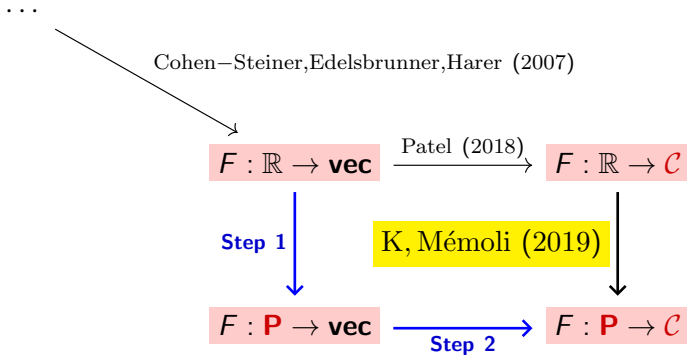 ...
Cohen−Steiner,Edelsbrunner,Harer (2007)
Patel (2018)
F : ℝ → vec
F : ℝ → 𝒞
Step 1
K, Mémoli (2019)
F : P → vec
Step 2
F : P → 𝒞